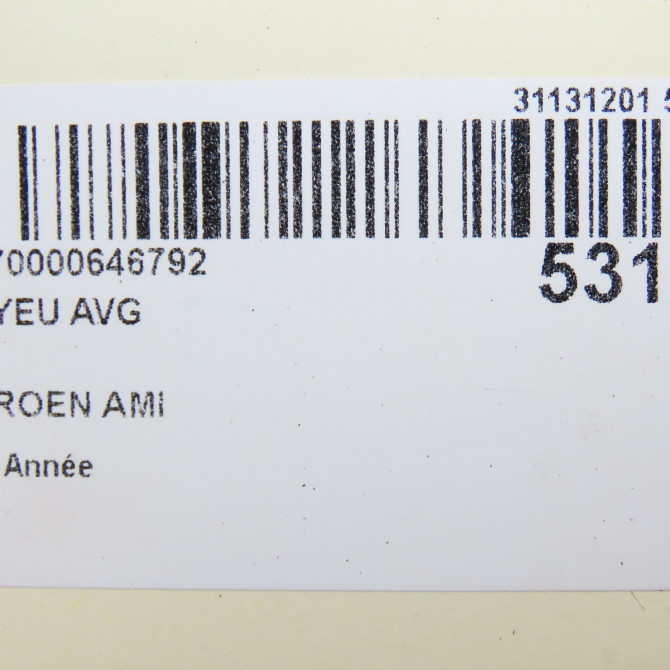 31131201 5
70000646792
531
YEU AVG
ROEN AMI
Année